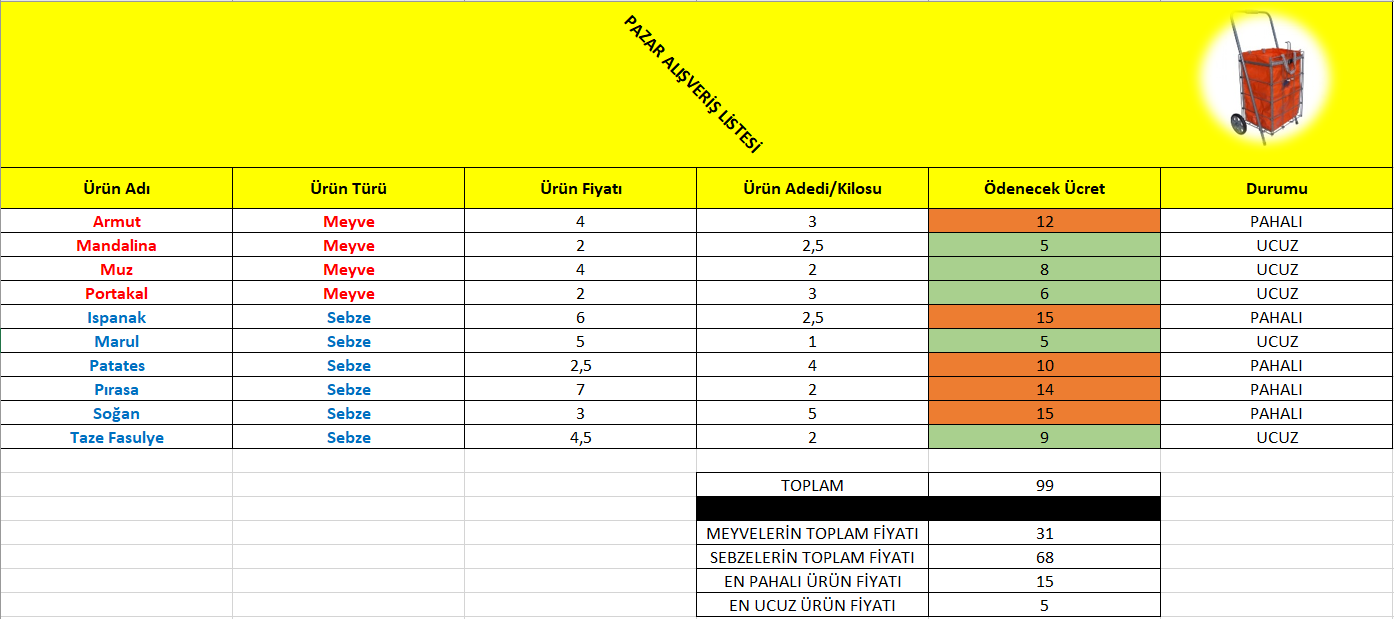 PAZAR ALIŞVERİŞ LİSTESİ
Ürün Adı Ürün Türü Ürün Fiyatı Ürün Adedi/Kilosu Ödenecek Ücret Durumu
Armut Meyve 4 3 12 PAHALI
Mandalina Meyve 2 2,5 5 UCUZ
Muz Meyve 4 2 8 UCUZ
Portakal Meyve 2 3 6 UCUZ
Ispanak Sebze 6 2,5 15 PAHALI
Marul Sebze 5 1 5 UCUZ
Patates Sebze 2,5 4 10 PAHALI
Pırasa Sebze 7 2 14 PAHALI
Soğan Sebze 3 5 15 PAHALI
Taze Fasulye Sebze 4,5 2 9 UCUZ
TOPLAM 99
MEYVELERİN TOPLAM FİYATI 31
SEBZELERİN TOPLAM FİYATI 68
EN PAHALI ÜRÜN FİYATI 15
EN UCUZ ÜRÜN FİYATI 5